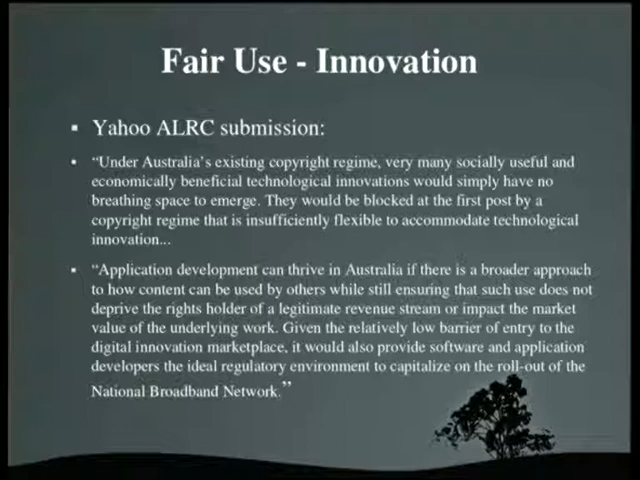 Fair Use - Innovation
▪ Yahoo ALRC submission:
▪ “Under Australia’s existing copyright regime, very many socially useful and
economically beneficial technological innovations would simply have no
breathing space to emerge. They would be blocked at the first post by a
copyright regime that is insufficiently flexible to accommodate technological
innovation...
▪ “Application development can thrive in Australia if there is a broader approach
to how content can be used by others while still ensuring that such use does not
deprive the rights holder of a legitimate revenue stream or impact the market
value of the underlying work. Given the relatively low barrier of entry to the
digital innovation marketplace, it would also provide software and application
developers the ideal regulatory environment to capitalize on the roll-out of the
National Broadband Network.”